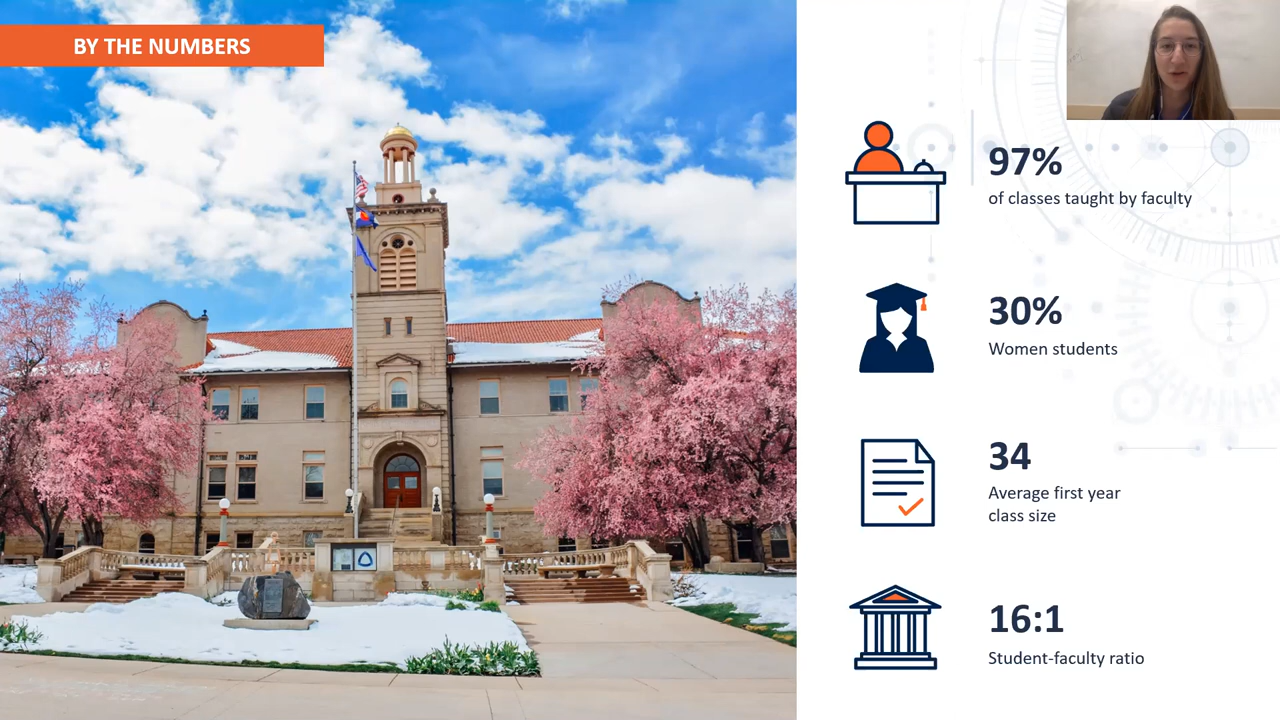 BY THE NUMBERS
97%
of classes taught by faculty
30%
Women students
34
Average first year
class size
16:1
Student-faculty ratio